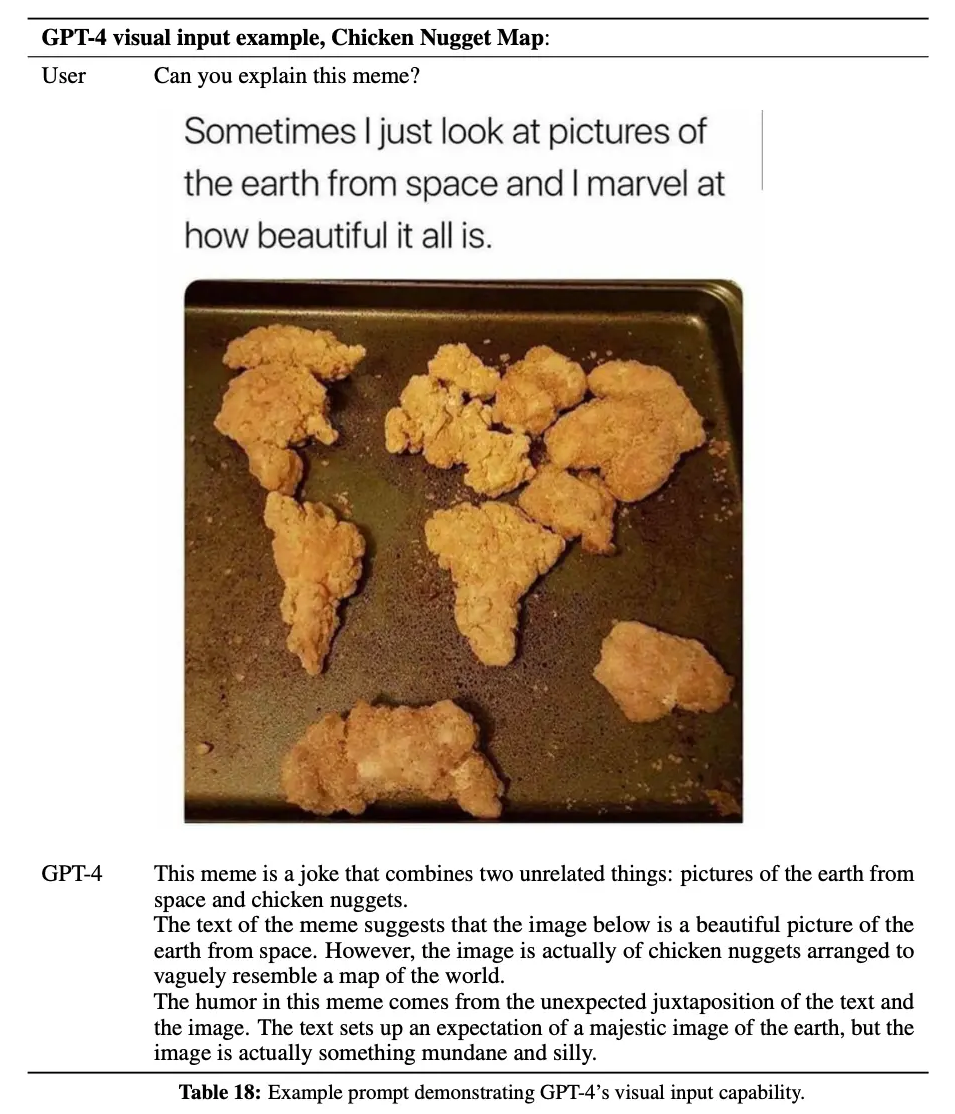 GPT-4 visual input example, Chicken Nugget Map:
User Can you explain this meme?
Sometimes I just look at pictures of
the earth from space and I marvel at
how beautiful it all is.
GPT-4 This meme is a joke that combines two unrelated things: pictures of the earth from
space and chicken nuggets.
The text of the meme suggests that the image below is a beautiful picture of the
earth from space. However, the image is actually of chicken nuggets arranged to
vaguely resemble a map of the world.
The humor in this meme comes from the unexpected juxtaposition of the text and
the image. The text sets up an expectation of a majestic image of the earth, but the
image is actually something mundane and silly.
Table 18: Example prompt demonstrating GPT-4's visual input capability.